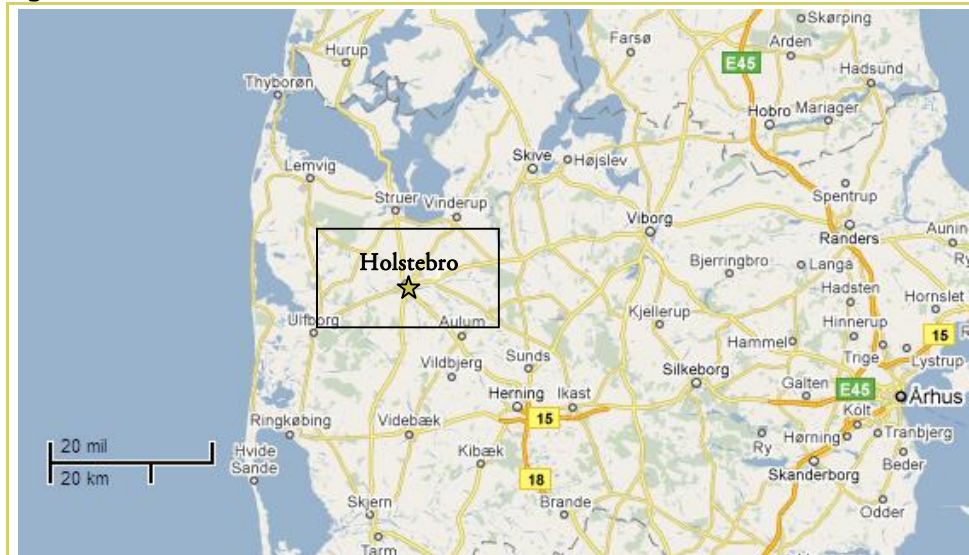 Skørping
Farsø
Arden
Hurup
E45
Hadsund
Thyborøn
Hobro
Mariager
Skive
Højslev
Lemvig
Spentrup
Struer
Vinderup
Viborg
Randers
Aunin
Ry
Holstebro
Bjerringbro
Langa
Hadsten
Hornslet
Ulfborg
Aulum
Kjellerup
Hinnerup
15
Hammel
Vildbjerg
Sunds
Trige
Lystrup
Silkeborg
Galten
E45
Herning
Ikast
Århus
Ringkøbing
Videbæk
15
Kolt
Hørning
Tranbjerg
20 mil
20 km
Hvide
Sande
Kibæk
Ry
Skanderborg
Beder
18
Skjern
Brande
Odder
Tarm